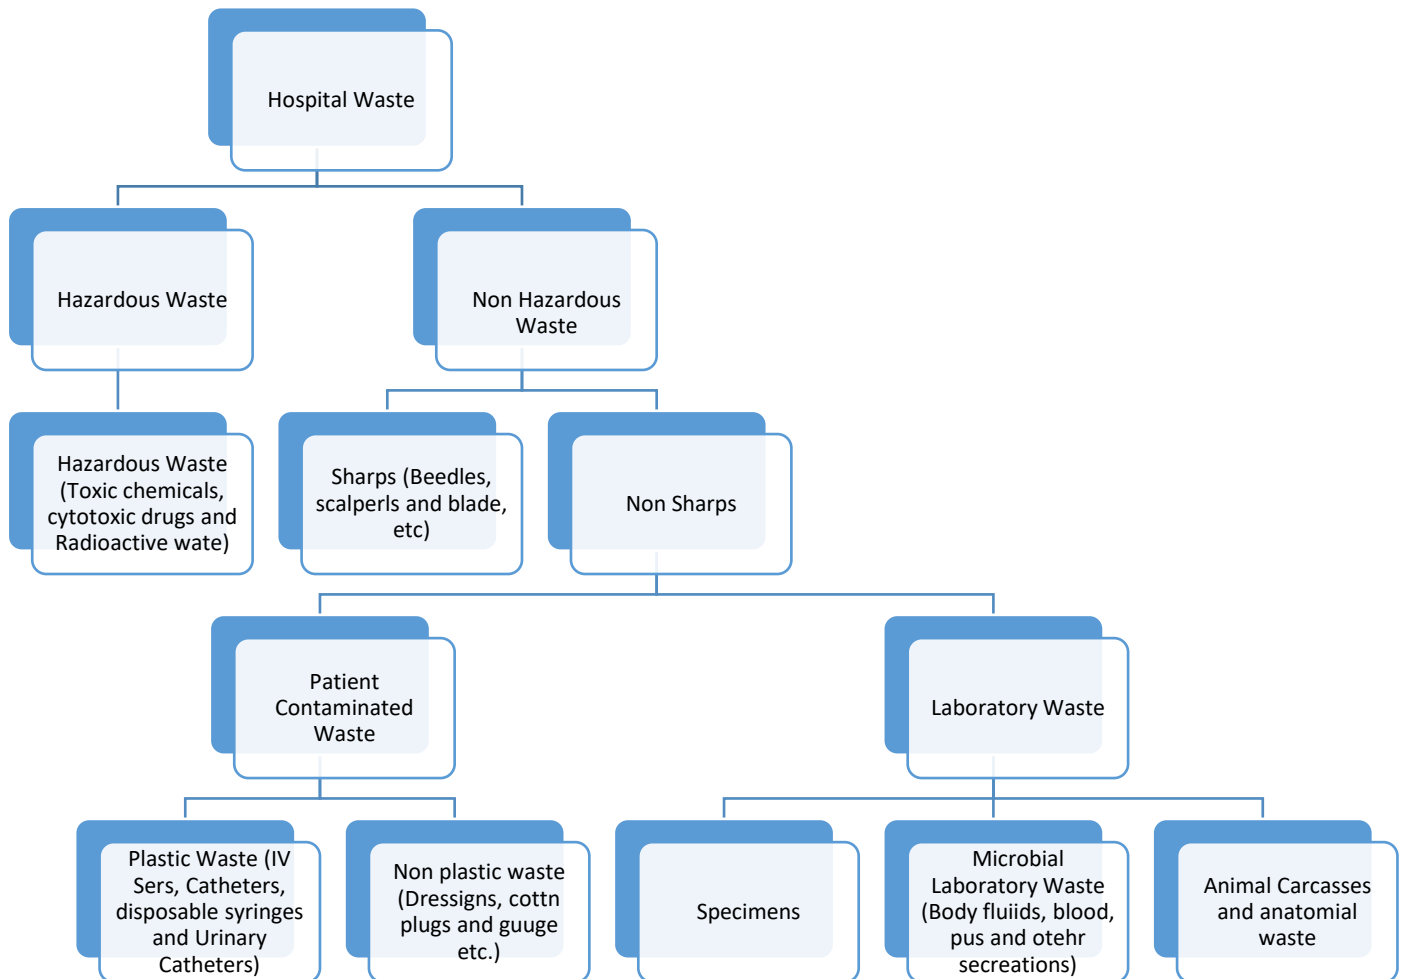 Hospital Waste
Hazardous Waste
Non Hazardous
Waste
Hazardous Waste
(Toxic chemicals,
cytotoxic drugs and
Radioactive wate)
Sharps (Beedles,
scalperls and blade,
etc)
Non Sharps
Patient
Contaminated
Waste
Laboratory Waste
Plastic Waste (IV
Sers, Catheters,
disposable syringes
and Urinary
Catheters)
Non plastic waste
(Dressigns, cottn
plugs and guuge
etc.)
Specimens
Microbial
Laboratory Waste
(Body fluiids, blood,
pus and otehr
secreations)
Animal Carcasses
and anatomial
waste